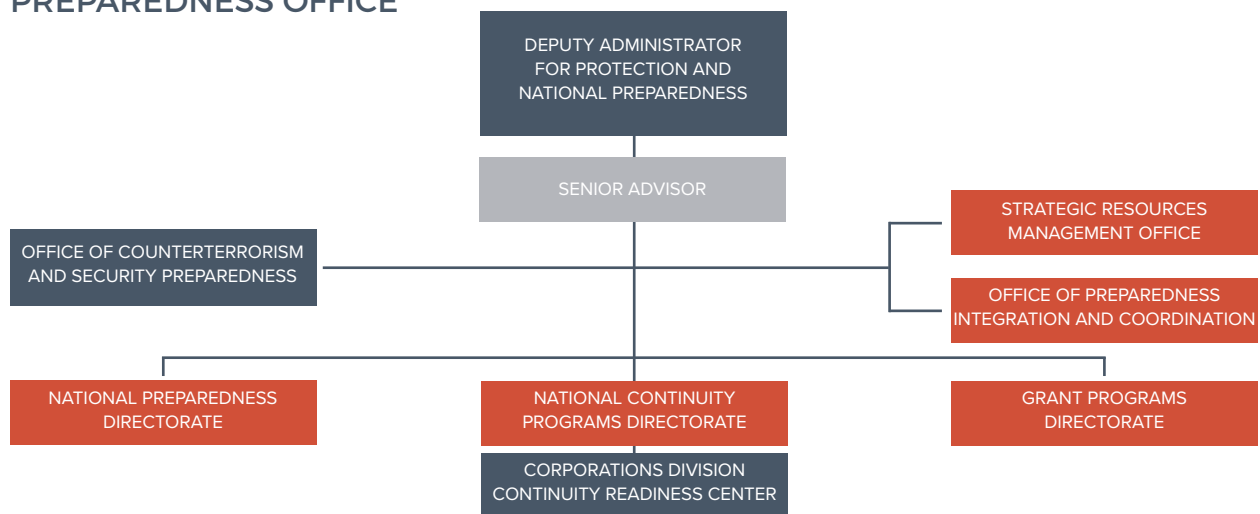 PREPAREDNESS OFFICE
DEPUTY ADMINISTRATOR
FOR PROTECTION AND
NATIONAL PREPAREDNESS
SENIOR ADVISOR
OFFICE OF COUNTERTERRORISM
AND SECURITY PREPAREDNESS
STRATEGIC RESOURCES
MANAGEMENT OFFICE
OFFICE OF PREPAREDNESS
INTEGRATION AND COORDINATION
NATIONAL PREPAREDNESS
DIRECTORATE
NATIONAL CONTINUITY
PROGRAMS DIRECTORATE
GRANT PROGRAMS
DIRECTORATE
CORPORATIONS DIVISION
CONTINUITY READINESS CENTER